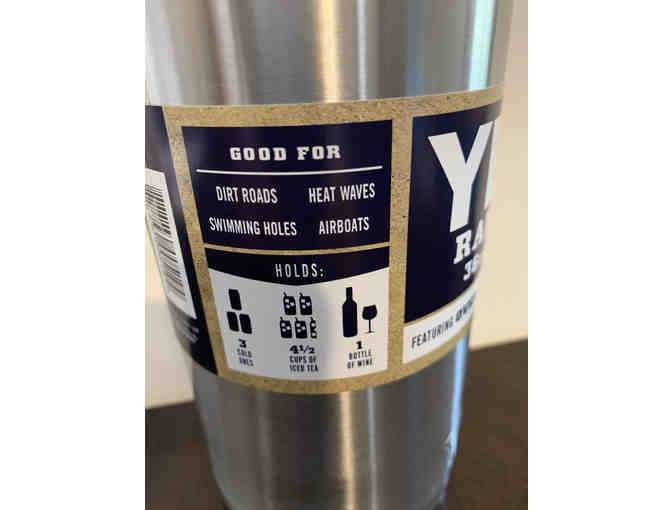 GOOD FOR
DIRT ROADS HEAT WAVES
SWIMMING HOLES AIRBOATS
HOLDS:
3
COLD
ONES
4½
CUPS OF
ICED TEA
1
BOTTLE
OF WINE
FEATURING